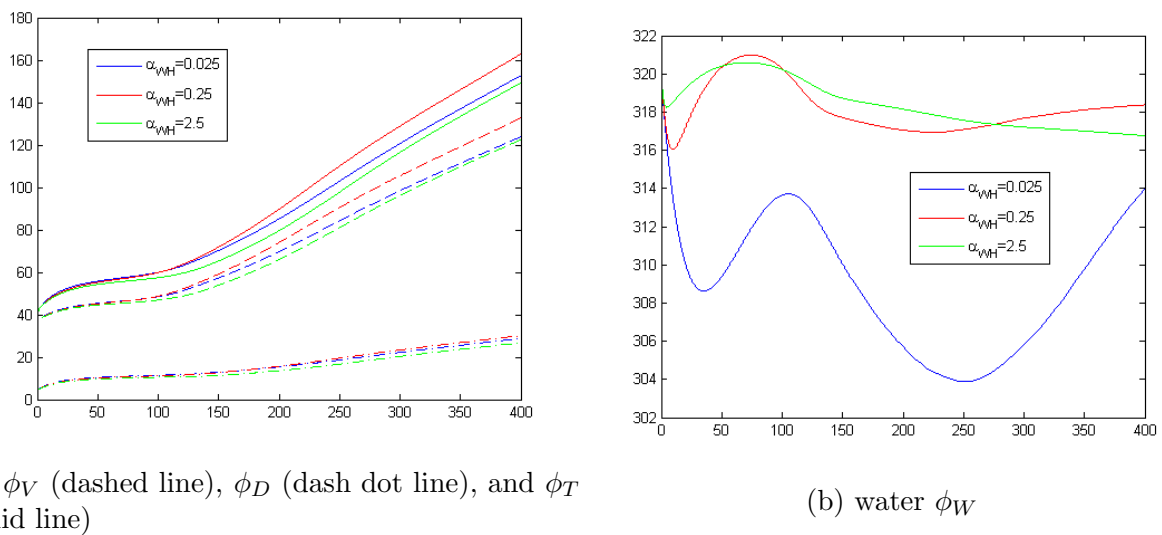 180
160
140
120
100
80
60
40
20
0
0 50 100 150 200 250 300 350 400
α_WH=0.025
α_WH=0.25
α_WH=2.5
322
320
318
316
314
312
310
308
306
304
302
0 50 100 150 200 250 300 350 400
α_WH=0.025
α_WH=0.25
α_WH=2.5
ϕ_V (dashed line), ϕ_D (dash dot line), and ϕ_T
id line)
(b) water ϕ_W